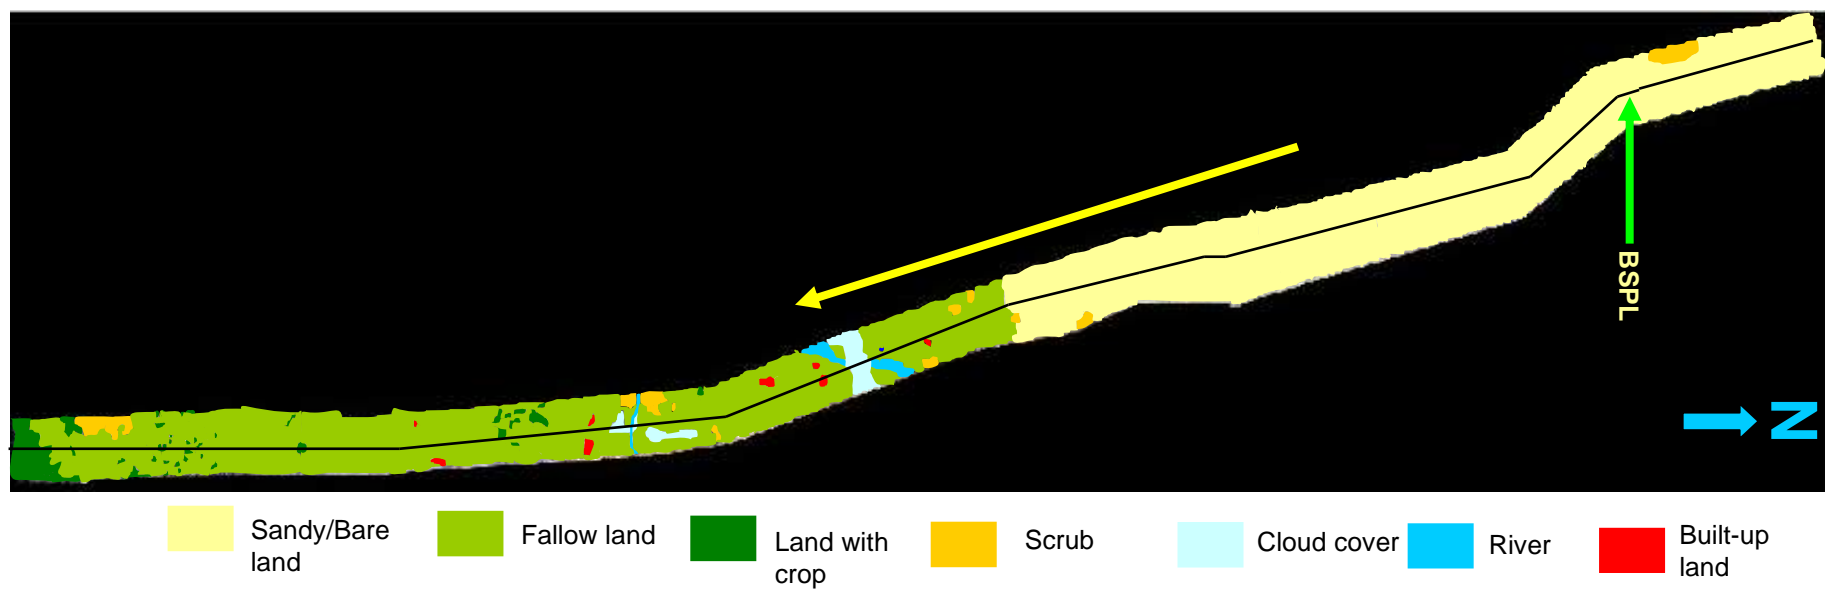 BSPL
N
Sandy/Bare
land
Fallow land
Land with
crop
Scrub
Cloud cover
River
Built-up
land